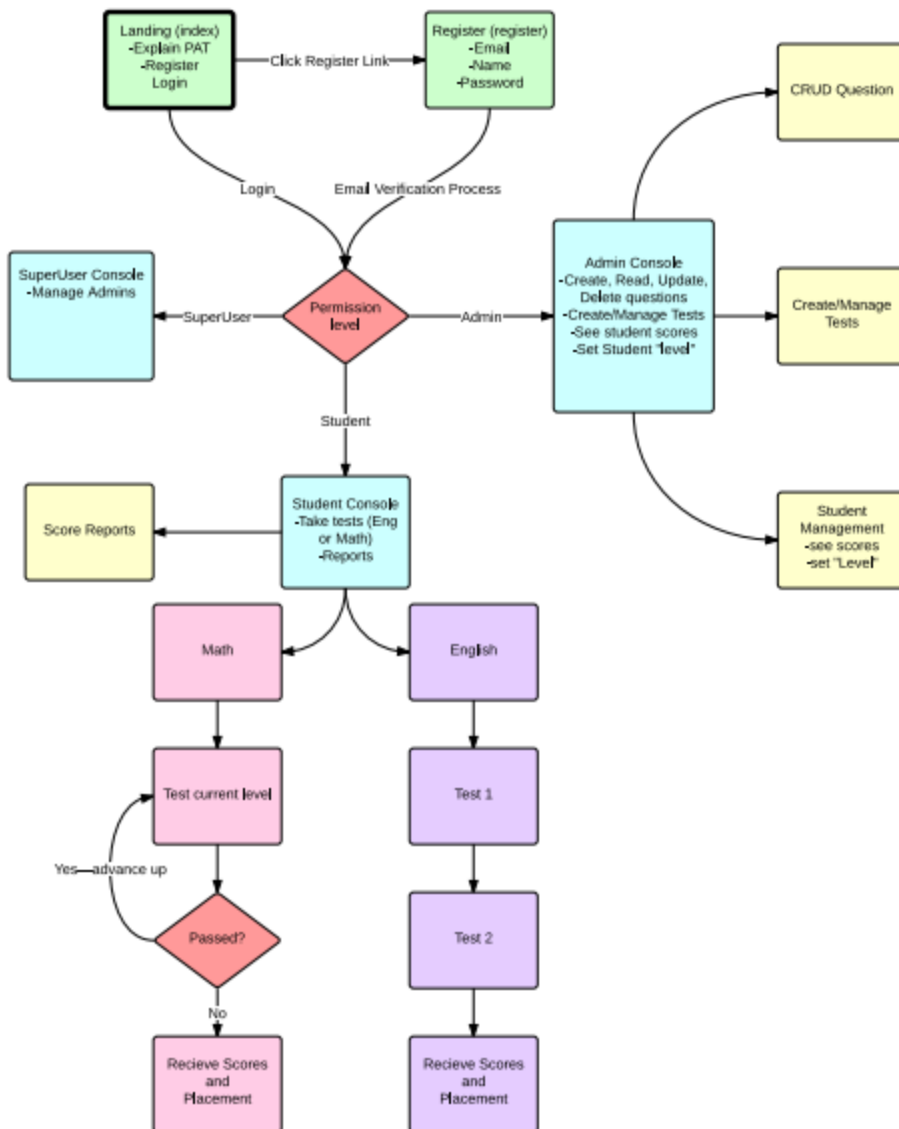 Landing (index)
-Explain PAT
-Register
Login
Click Register Link
Register (register)
-Email
-Name
-Password
CRUD Question
Login
Email Verification Process
SuperUser Console
-Manage Admins
SuperUser
Permission
level
Admin
Admin Console
-Create, Read, Update,
Delete questions
-Create/Manage Tests
-See student scores
-Set Student "level"
Create/Manage
Tests
Student
Score Reports
Student Console
-Take tests (Eng
or Math)
-Reports
Student
Management
-see scores
-set "Level"
Math
English
Test current level
Test 1
Yes—advance up
Passed?
Test 2
No
Recieve Scores
and
Placement
Recieve Scores
and
Placement